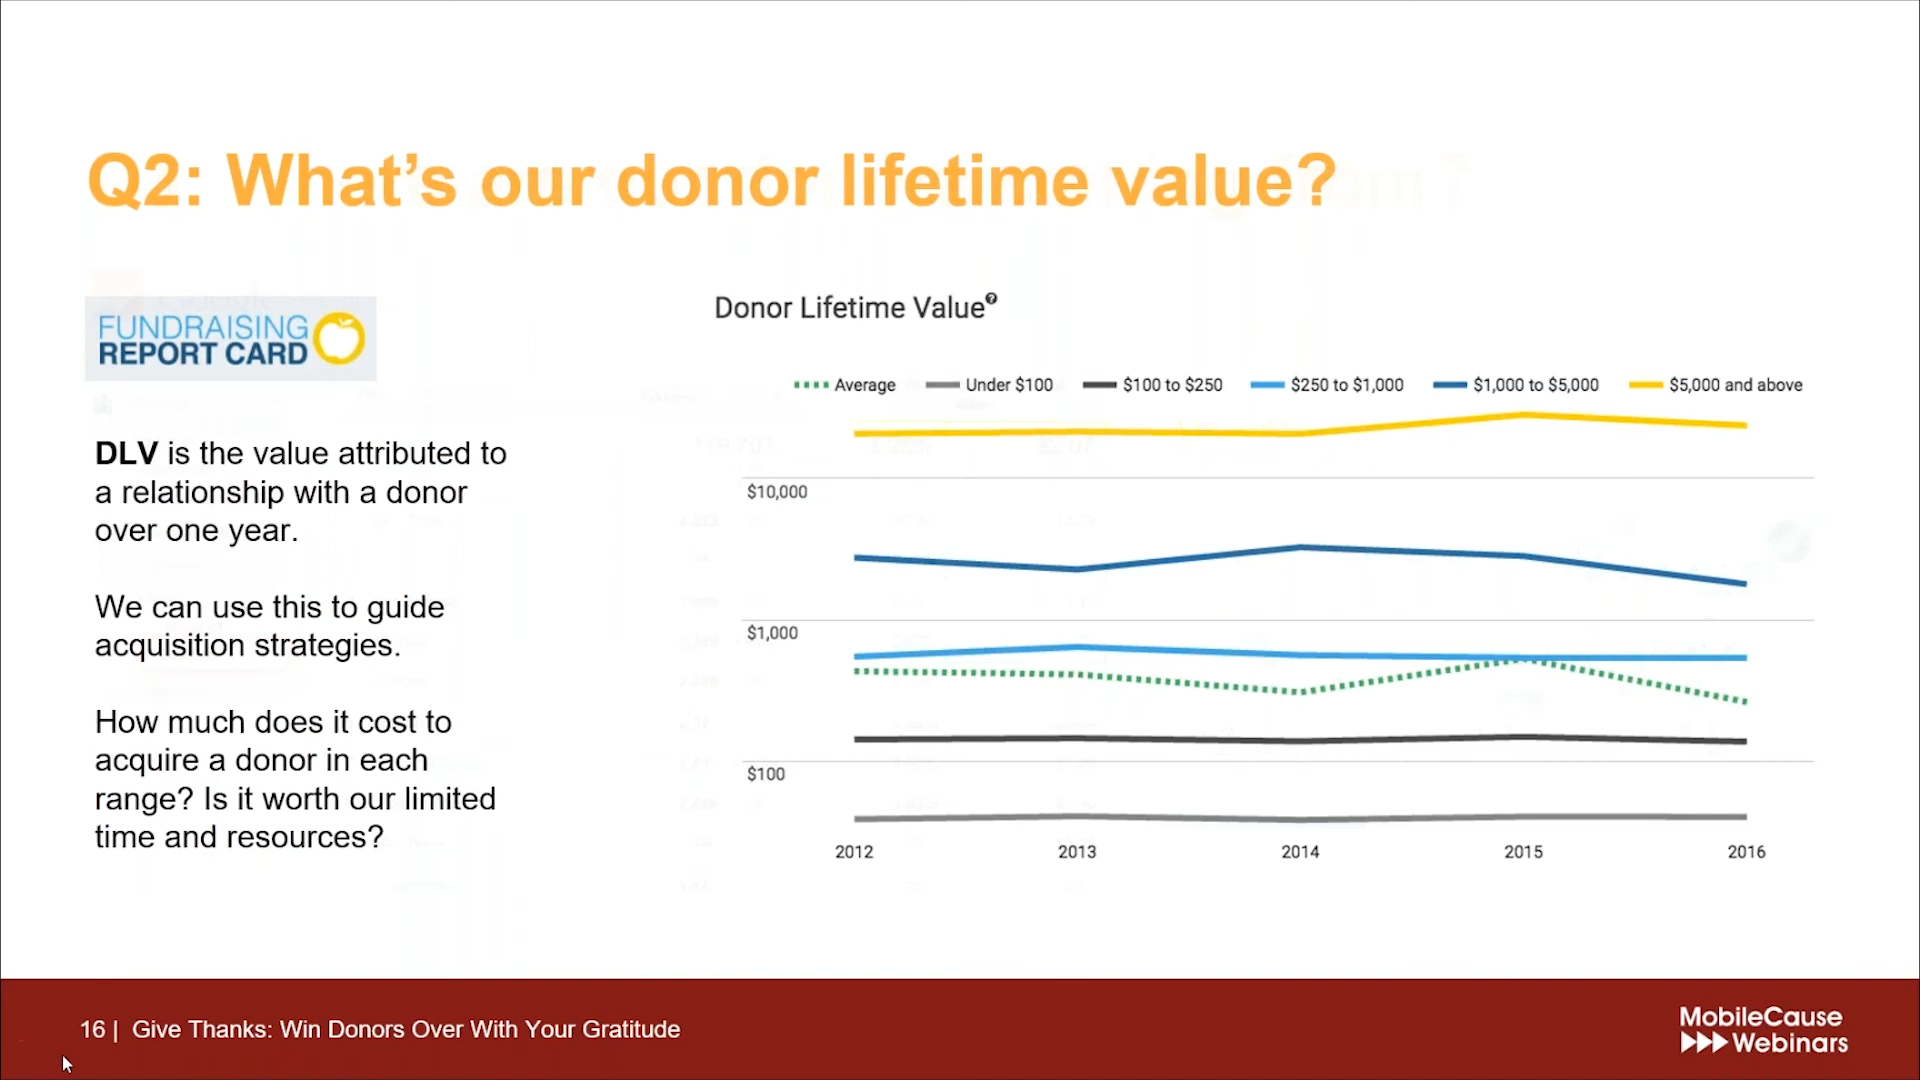 Q2: What’s our donor lifetime value?
FUNDRAISING
REPORT CARD
DLV is the value attributed to
a relationship with a donor
over one year.
We can use this to guide
acquisition strategies.
How much does it cost to
acquire a donor in each
range? Is it worth our limited
time and resources?
Donor Lifetime Value?
Average Under $100 $100 to $250 $250 to $1,000 $1,000 to $5,000 $5,000 and above
$10,000
$1,000
$100
2012 2013 2014 2015 2016
16 | Give Thanks: Win Donors Over With Your Gratitude
MobileCause
Webinars